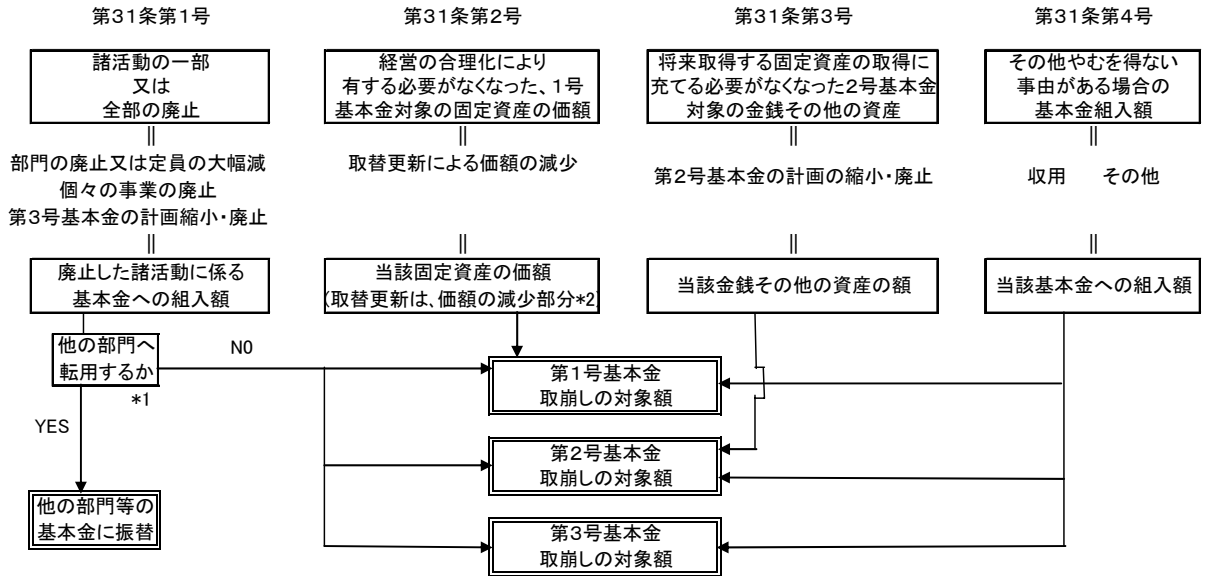 第31条第1号
第31条第2号
第31条第3号
第31条第4号
諸活動の一部
又は
全部の廃止
経営の合理化により
有する必要がなくなった、1号
基本金対象の固定資産の価額
将来取得する固定資産の取得に
充てる必要がなくなった2号基本金
対象の金銭その他の資産
その他やむを得ない
事由がある場合の
基本金組入額
||
||
||
||
部門の廃止又は定員の大幅減
個々の事業の廃止
第3号基本金の計画縮小・廃止
取替更新による価額の減少
第2号基本金の計画の縮小・廃止
収用 その他
||
||
||
||
廃止した諸活動に係る
基本金への組入額
当該固定資産の価額
(取替更新は、価額の減少部分*2)
当該金銭その他の資産の額
当該基本金への組入額
他の部門へ
転用するか
*1
NO
YES
他の部門等の
基本金に振替
第1号基本金
取崩しの対象額
第2号基本金
取崩しの対象額
第3号基本金
取崩しの対象額